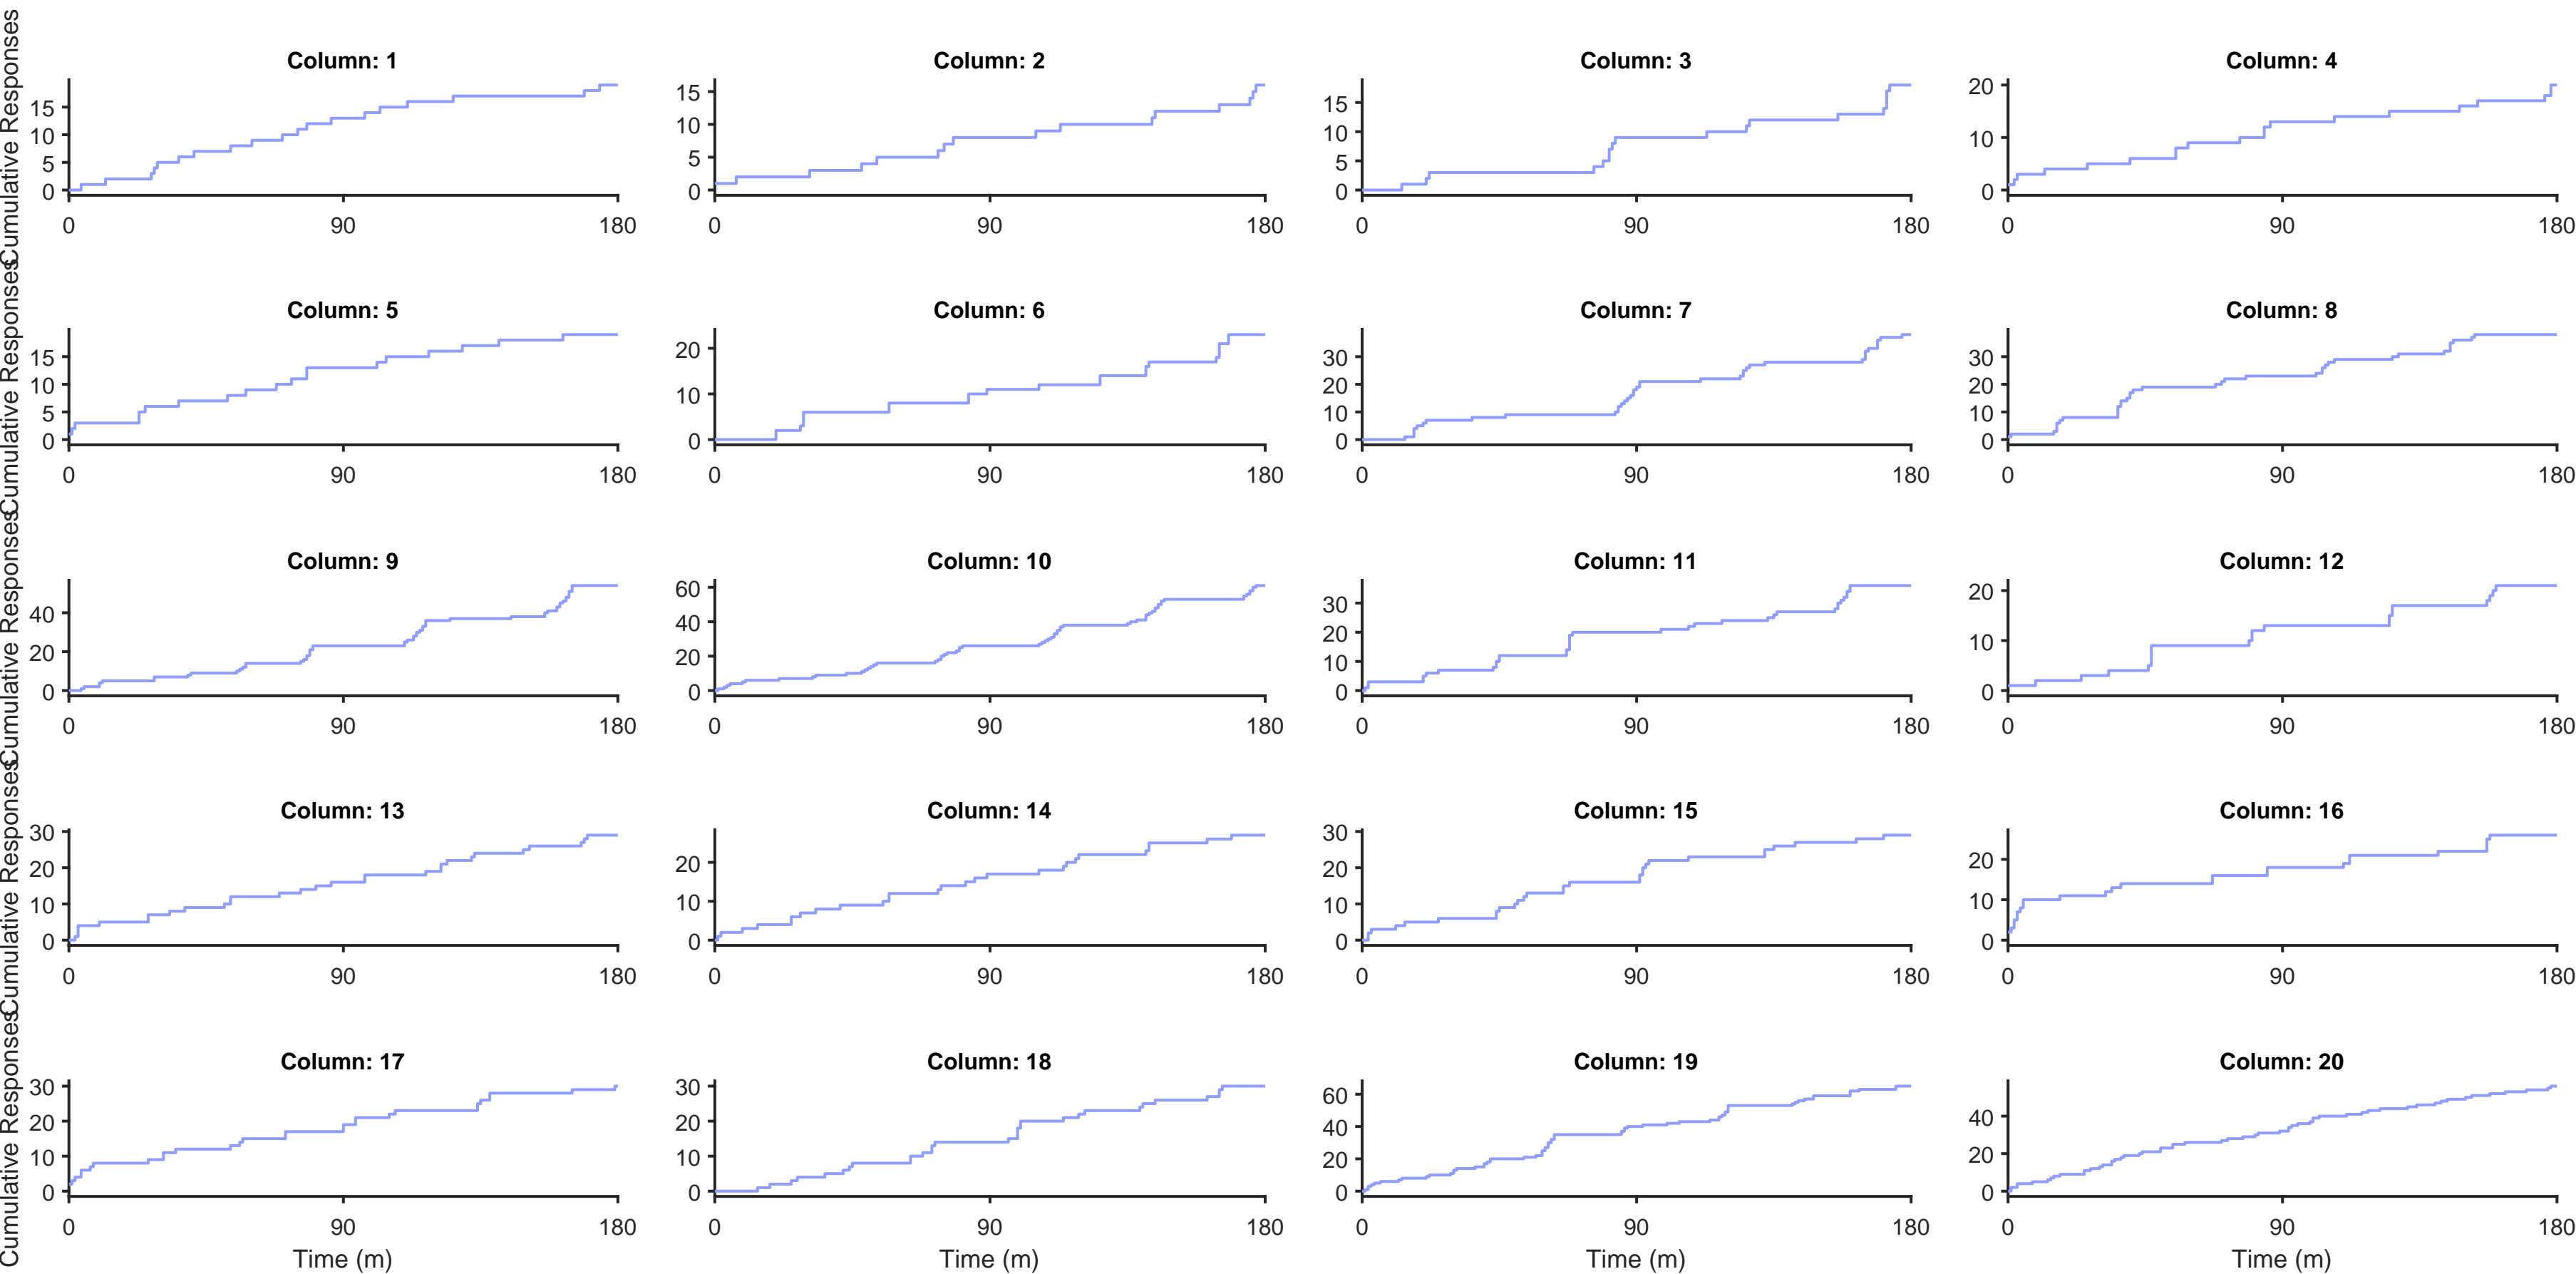 Cumulative Responses
Column: 1
15
10
5
0
0 90 180
Column: 2
15
10
5
0
0 90 180
Column: 3
15
10
5
0
0 90 180
Column: 4
20
10
0
0 90 180
Cumulative Responses
Column: 5
15
10
5
0
0 90 180
Column: 6
20
10
0
0 90 180
Column: 7
30
20
10
0
0 90 180
Column: 8
30
20
10
0
0 90 180
Cumulative Responses
Column: 9
40
20
0
0 90 180
Column: 10
60
40
20
0
0 90 180
Column: 11
30
20
10
0
0 90 180
Column: 12
20
10
0
0 90 180
Cumulative Responses
Column: 13
30
20
10
0
0 90 180
Column: 14
20
10
0
0 90 180
Column: 15
30
20
10
0
0 90 180
Column: 16
20
10
0
0 90 180
Cumulative Responses
Column: 17
30
20
10
0
0 90 180
Time (m)
Column: 18
30
20
10
0
0 90 180
Time (m)
Column: 19
60
40
20
0
0 90 180
Time (m)
Column: 20
40
20
0
0 90 180
Time (m)